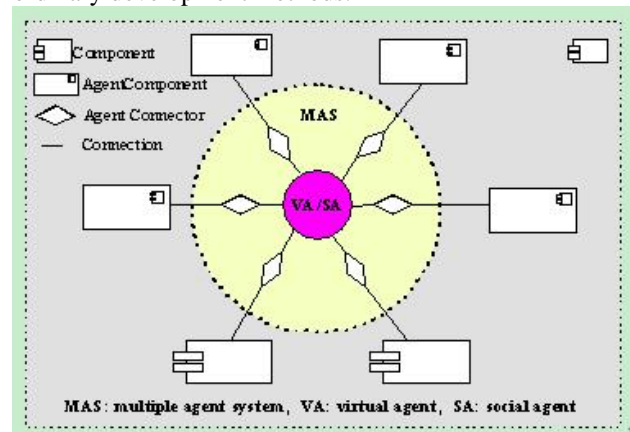 Component
AgentComponent
Agent Connector
Connection
MAS
VA/SA
MAS: multiple agent system, VA: virtual agent, SA: social agent